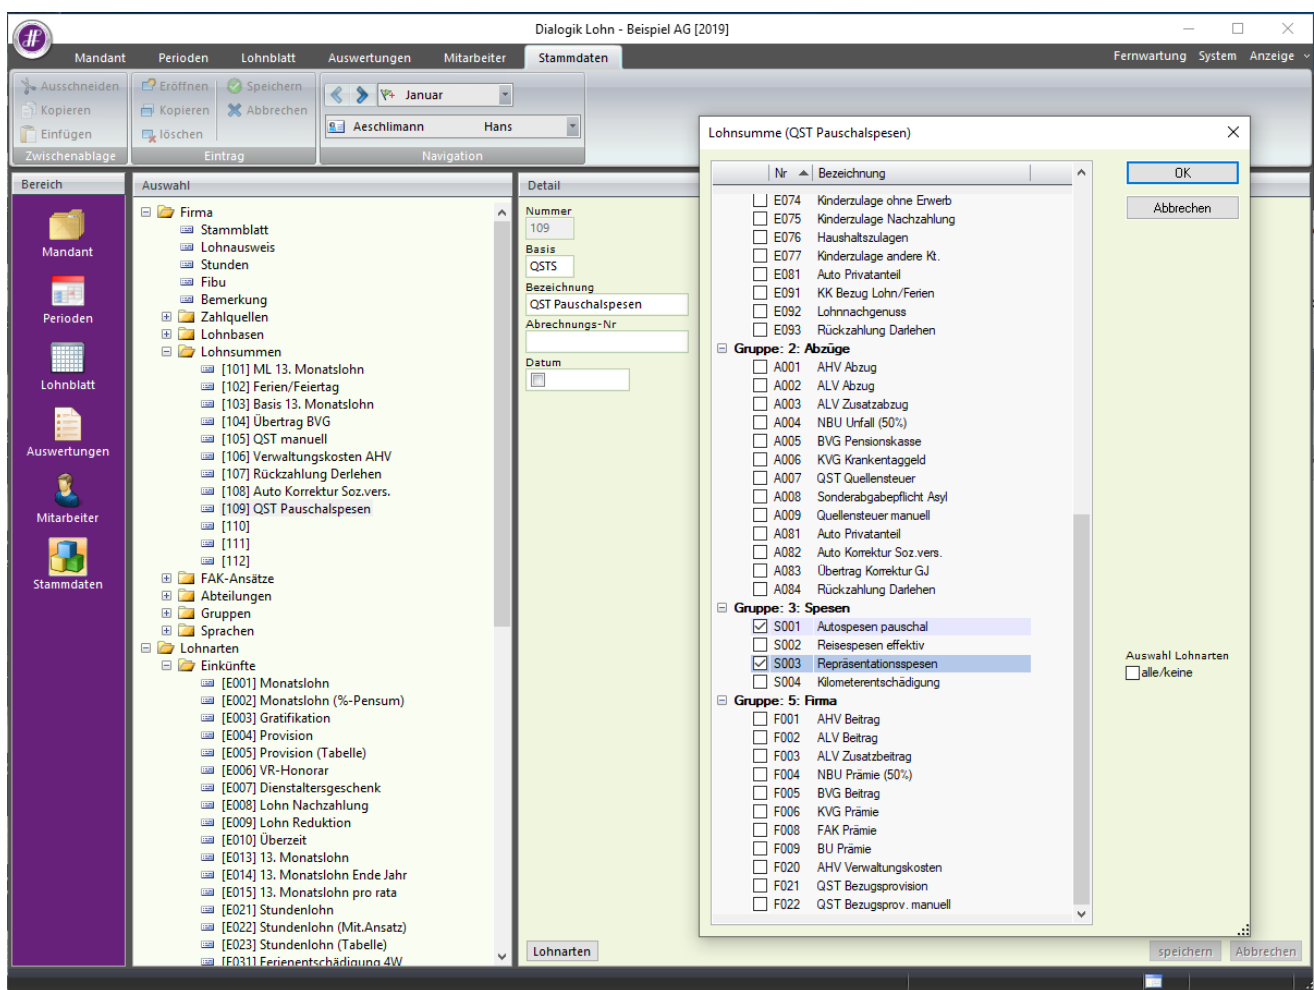 Dialogik Lohn - Beispiel AG [2019]
Mandant Perioden Lohnblatt Auswertungen Mitarbeiter Stammdaten Fernwartung System Anzeige
Ausschneiden
Kopieren
Einfügen
Zwischenablage
Eröffnen Speichern
Kopieren Abbrechen
löschen
Eintrag
Januar
Aeschlimann Hans
Navigation
Bereich
Mandant
Perioden
Lohnblatt
Auswertungen
Mitarbeiter
Stammdaten
Auswahl
Firma
Stammblatt
Lohnausweis
Stunden
Fibu
Bemerkung
Zahlquellen
Lohnbasen
Lohnsummen
[101] ML 13. Monatslohn
[102] Ferien/Feiertag
[103] Basis 13. Monatslohn
[104] Übertrag BVG
[105] QST manuell
[106] Verwaltungskosten AHV
[107] Rückzahlung Derlehen
[108] Auto Korrektur Soz.vers.
[109] QST Pauschalspesen
[110]
[111]
[112]
FAK-Ansätze
Abteilungen
Gruppen
Sprachen
Lohnarten
Einkünfte
[E001] Monatslohn
[E002] Monatslohn (%-Pensum)
[E003] Gratifikation
[E004] Provision
[E005] Provision (Tabelle)
[E006] VR-Honorar
[E007] Dienstaltersgeschenk
[E008] Lohn Nachzahlung
[E009] Lohn Reduktion
[E010] Überzeit
[E013] 13. Monatslohn
[E014] 13. Monatslohn Ende Jahr
[E015] 13. Monatslohn pro rata
[E021] Stundenlohn
[E022] Stundenlohn (Mit.Ansatz)
[E023] Stundenlohn (Tabelle)
[E031] Ferienentschädigung 4W
Detail
Nummer
109
Basis
QSTS
Bezeichnung
QST Pauschalspesen
Abrechnungs-Nr
Datum
Lohnarten
speichern Abbrechen
Lohnsumme (QST Pauschalspesen)
Nr Bezeichnung
E074 Kinderzulage ohne Erwerb
E075 Kinderzulage Nachzahlung
E076 Haushaltszulagen
E077 Kinderzulage andere Kt.
E081 Auto Privatanteil
E091 KK Bezug Lohn/Ferien
E092 Lohnnachgenuss
E093 Rückzahlung Darlehen
Gruppe: 2: Abzüge
A001 AHV Abzug
A002 ALV Abzug
A003 ALV Zusatzabzug
A004 NBU Unfall (50%)
A005 BVG Pensionskasse
A006 KVG Krankentaggeld
A007 QST Quellensteuer
A008 Sonderabgabepflicht Asyl
A009 Quellensteuer manuell
A081 Auto Privatanteil
A082 Auto Korrektur Soz.vers.
A083 Übertrag Korrektur GJ
A084 Rückzahlung Darlehen
Gruppe: 3: Spesen
S001 Autospesen pauschal
S002 Reisespesen effektiv
S003 Repräsentationsspesen
S004 Kilometerentschädigung
Gruppe: 5: Firma
F001 AHV Beitrag
F002 ALV Beitrag
F003 ALV Zusatzbeitrag
F004 NBU Prämie (50%)
F005 BVG Beitrag
F006 KVG Prämie
F008 FAK Prämie
F009 BU Prämie
F020 AHV Verwaltungskosten
F021 QST Bezugsprovision
F022 QST Bezugsprov. manuell
OK
Abbrechen
Auswahl Lohnarten
alle/keine